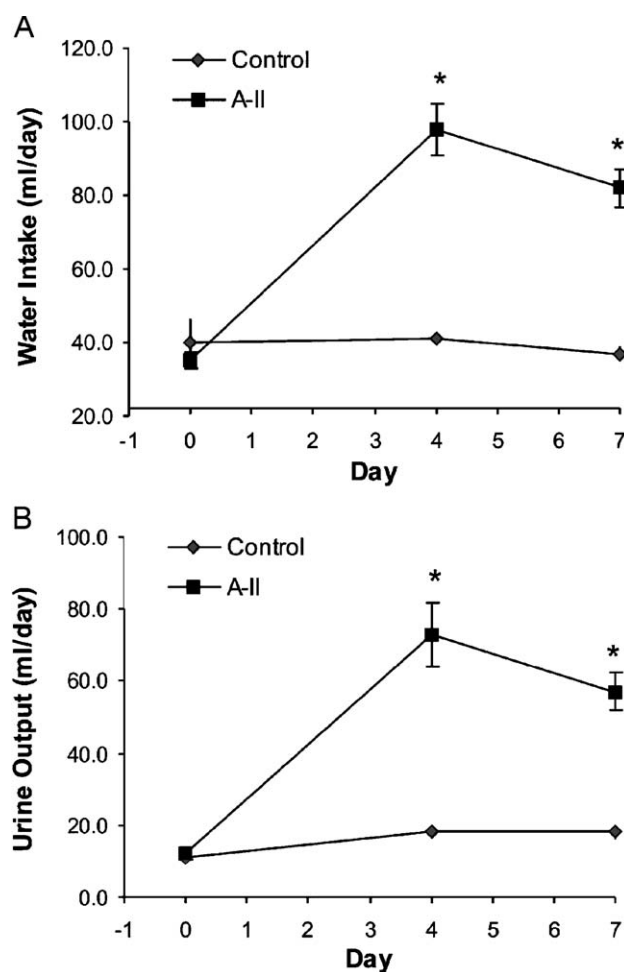 A
120.0
100.0
80.0
60.0
40.0
20.0
Water Intake (ml/day)
Control
A-II
*
*
-1 0 1 2 3 4 5 6 7
Day
B
100.0
80.0
60.0
40.0
20.0
0.0
Urine Output (ml/day)
Control
A-II
*
*
-1 0 1 2 3 4 5 6 7
Day